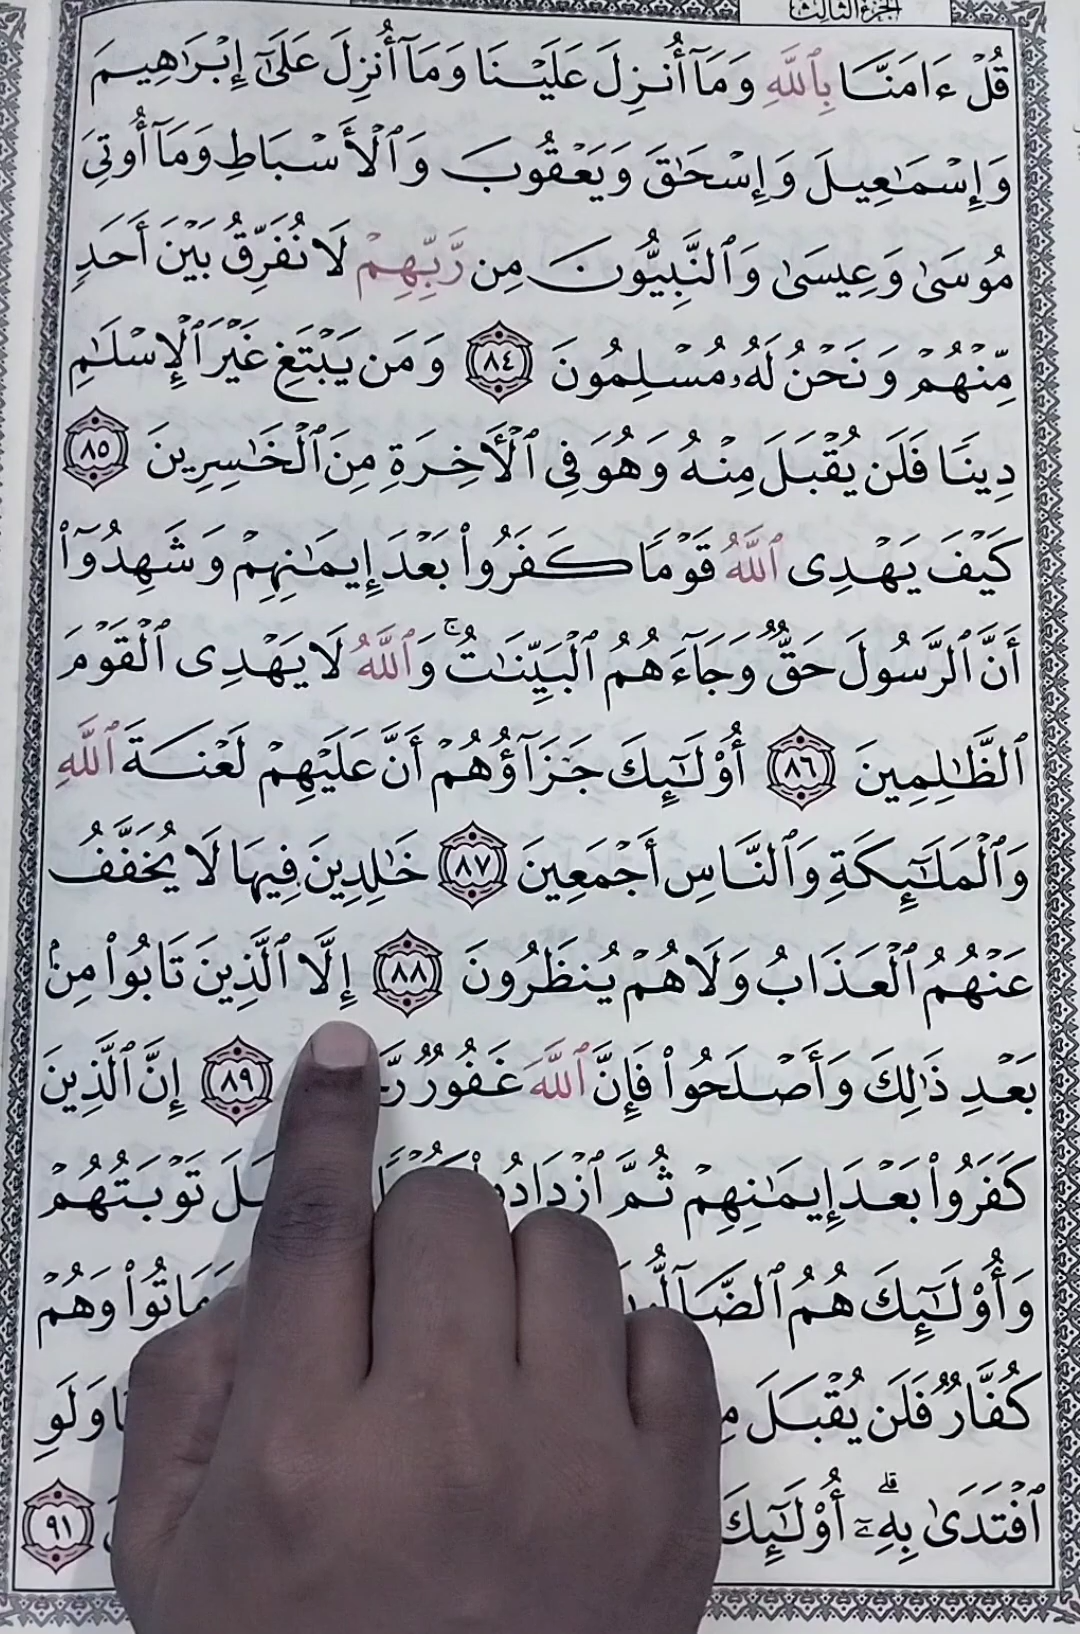 الجزء الثالث
قُلْ ءَامَنَّا بِٱللَّهِ وَمَآ أُنزِلَ عَلَيْنَا وَمَآ أُنزِلَ عَلَىٰٓ إِبْرَٰهِيمَ
وَإِسْمَٰعِيلَ وَإِسْحَٰقَ وَيَعْقُوبَ وَٱلْأَسْبَاطِ وَمَآ أُوتِىَ
مُوسَىٰ وَعِيسَىٰ وَٱلنَّبِيُّونَ مِن رَّبِّهِمْ لَا نُفَرِّقُ بَيْنَ أَحَدٍ
مِّنْهُمْ وَنَحْنُ لَهُۥ مُسْلِمُونَ ٨٤ وَمَن يَبْتَغِ غَيْرَ ٱلْإِسْلَٰمِ
دِينًا فَلَن يُقْبَلَ مِنْهُ وَهُوَ فِى ٱلْأَخِرَةِ مِنَ ٱلْخَٰسِرِينَ ٨٥
كَيْفَ يَهْدِى ٱللَّهُ قَوْمًا كَفَرُوا۟ بَعْدَ إِيمَٰنِهِمْ وَشَهِدُوٓا۟
أَنَّ ٱلرَّسُولَ حَقٌّ وَجَآءَهُمُ ٱلْبَيِّنَٰتُ ۚ وَٱللَّهُ لَا يَهْدِى ٱلْقَوْمَ
ٱلظَّٰلِمِينَ ٨٦ أُو۟لَٰٓئِكَ جَزَآؤُهُمْ أَنَّ عَلَيْهِمْ لَعْنَةَ ٱللَّهِ
وَٱلْمَلَٰٓئِكَةِ وَٱلنَّاسِ أَجْمَعِينَ ٨٧ خَٰلِدِينَ فِيهَا لَا يُخَفَّفُ
عَنْهُمُ ٱلْعَذَابُ وَلَا هُمْ يُنظَرُونَ ٨٨ إِلَّا ٱلَّذِينَ تَابُوا۟ مِنۢ
بَعْدِ ذَٰلِكَ وَأَصْلَحُوا۟ فَإِنَّ ٱللَّهَ غَفُورٌ ٨٩ إِنَّ ٱلَّذِينَ
كَفَرُوا۟ بَعْدَ إِيمَٰنِهِمْ ثُمَّ ٱزْدَادُوا۟ تَوْبَتُهُمْ
وَأُو۟لَٰٓئِكَ هُمُ ٱلضَّآلُّونَ وَمَاتُوا۟ وَهُمْ
كُفَّارٌ فَلَن يُقْبَلَ وَلَوِ
ٱفْتَدَىٰ بِهِۦٓ ۗ أُو۟لَٰٓئِكَ ٩١